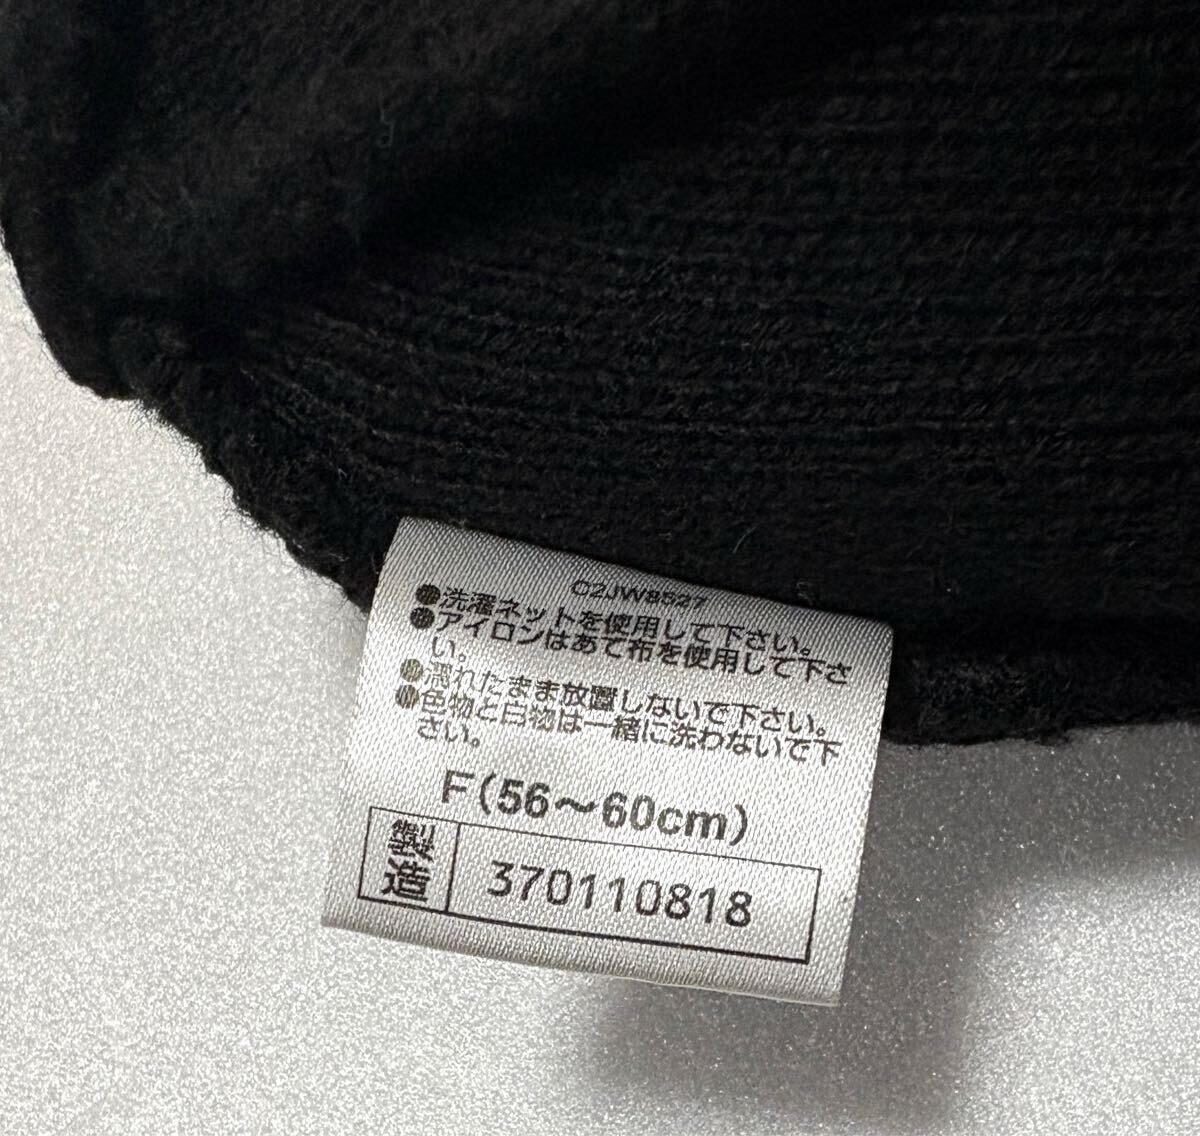 C2JW8527
●洗濯ネットを使用して下さい。
●アイロンはあて布を使用して下さ
い。
●濡れたまま放置しないで下さい。
●色物と白物は一緒に洗わないで下
さい。
F(56～60cm)
製造 370110818